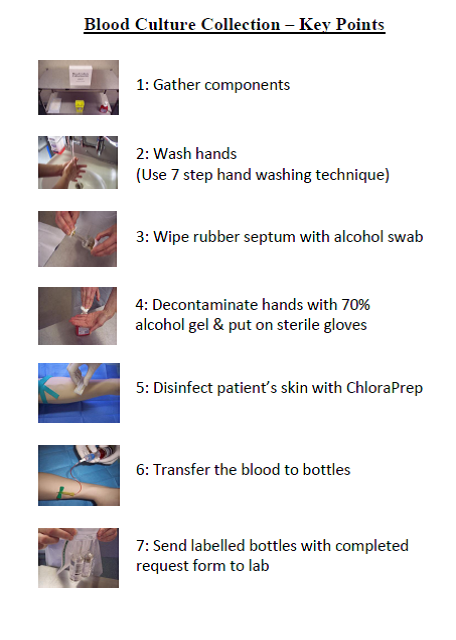 Blood Culture Collection – Key Points
1: Gather components
2: Wash hands
(Use 7 step hand washing technique)
3: Wipe rubber septum with alcohol swab
4: Decontaminate hands with 70%
alcohol gel & put on sterile gloves
5: Disinfect patient’s skin with ChloraPrep
6: Transfer the blood to bottles
7: Send labelled bottles with completed
request form to lab